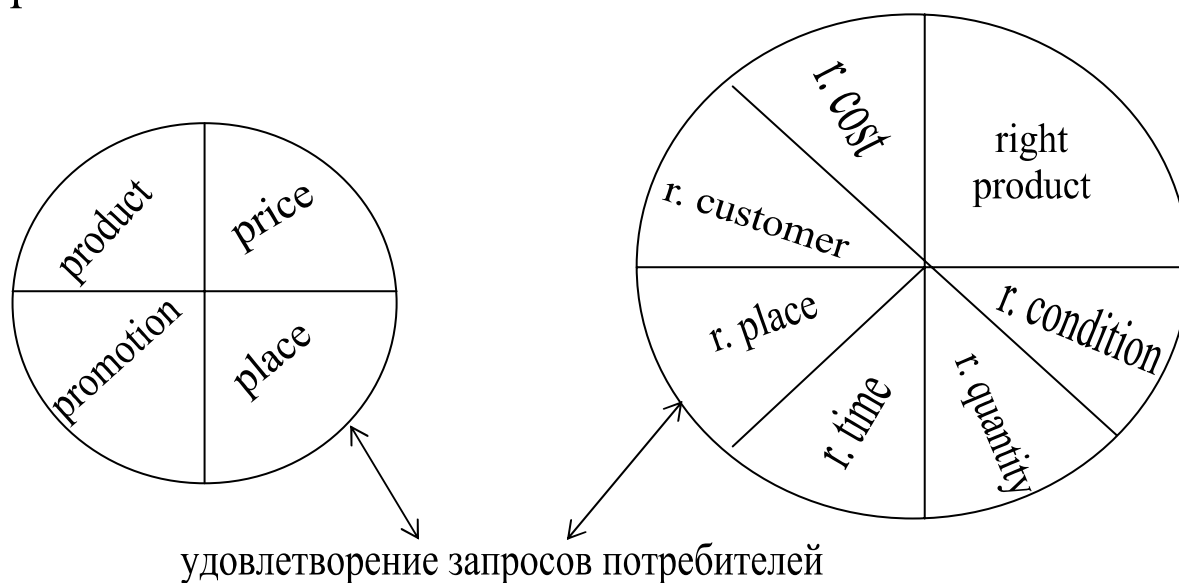 product
price
promotion
place
r. cost
right
product
r. customer
r. condition
r. place
r. time
r. quantity
удовлетворение запросов потребителей